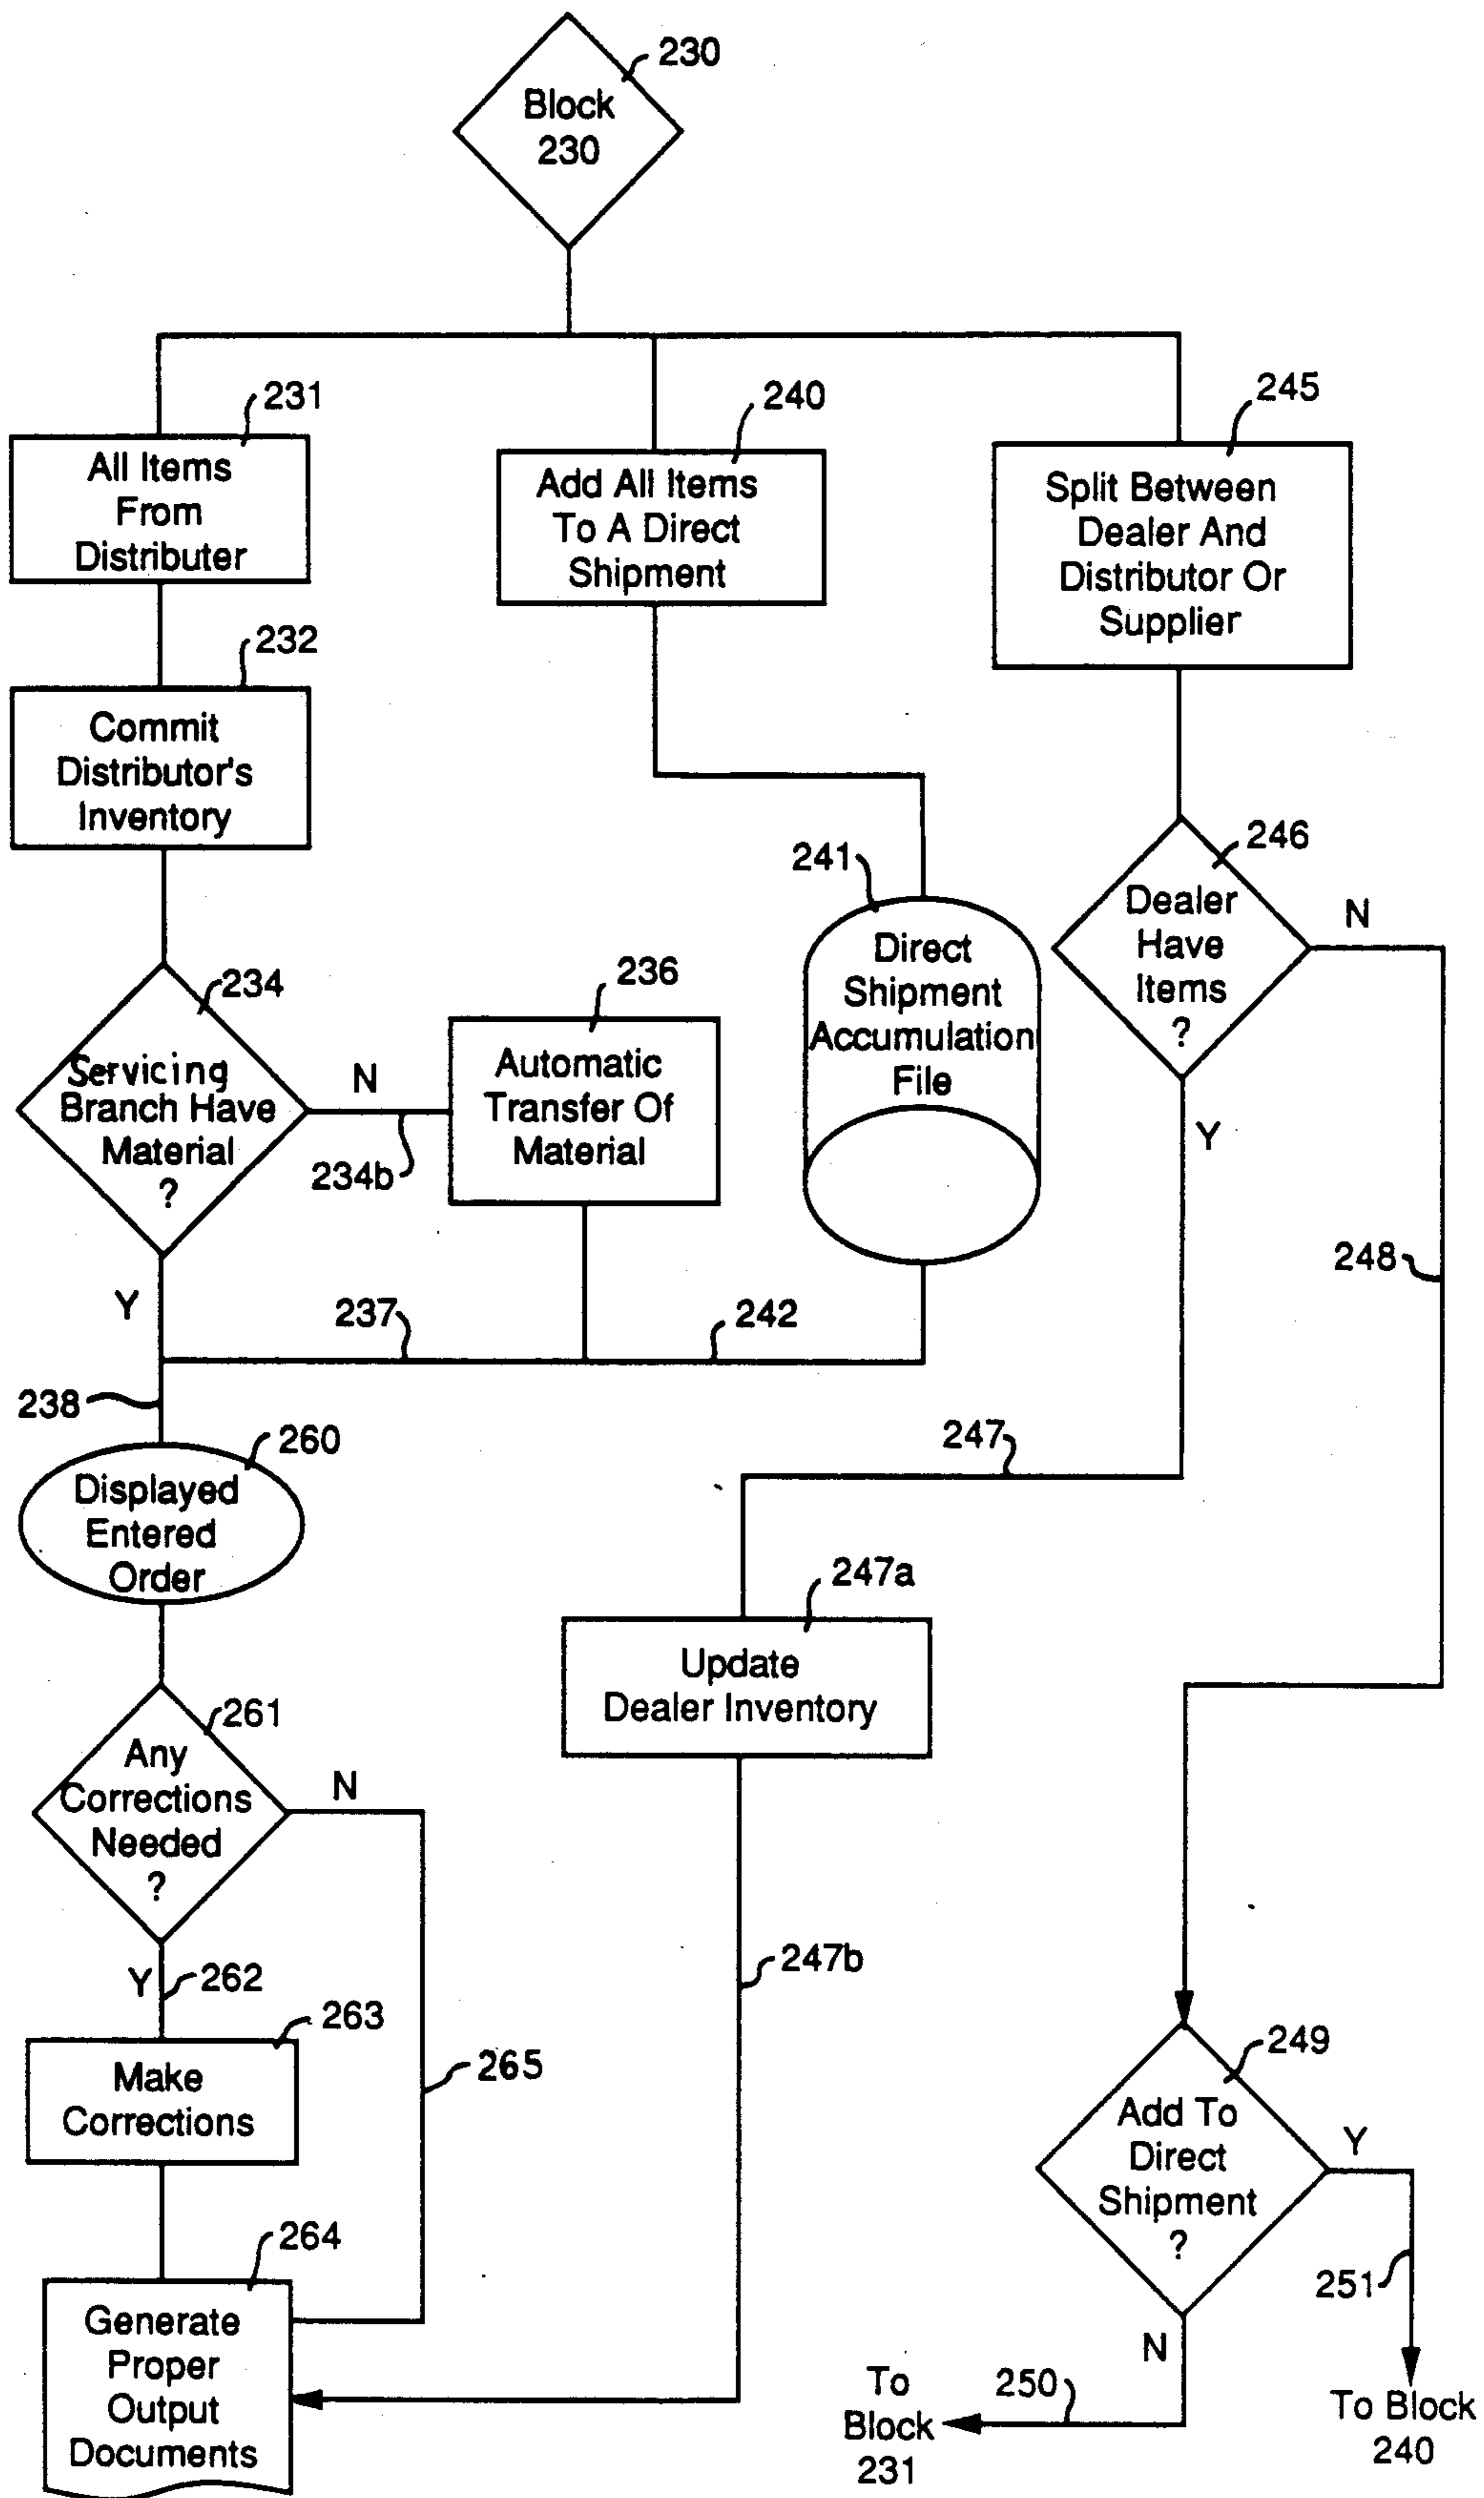 230
Block
230
231
All Items
From
Distributer
240
Add All Items
To A Direct
Shipment
245
Split Between
Dealer And
Distributor Or
Supplier
232
Commit
Distributor's
Inventory
234
Servicing
Branch Have
Material
?
N
234b
Y
236
Automatic
Transfer Of
Material
241
Direct
Shipment
Accumulation
File
246
Dealer
Have
Items
?
N
Y
248
237
242
238
260
Displayed
Entered
Order
247
247a
Update
Dealer Inventory
261
Any
Corrections
Needed
?
N
Y
262
263
Make
Corrections
265
247b
249
Add To
Direct
Shipment
?
Y
251
N
250
To
Block
231
To Block
240
264
Generate
Proper
Output
Documents